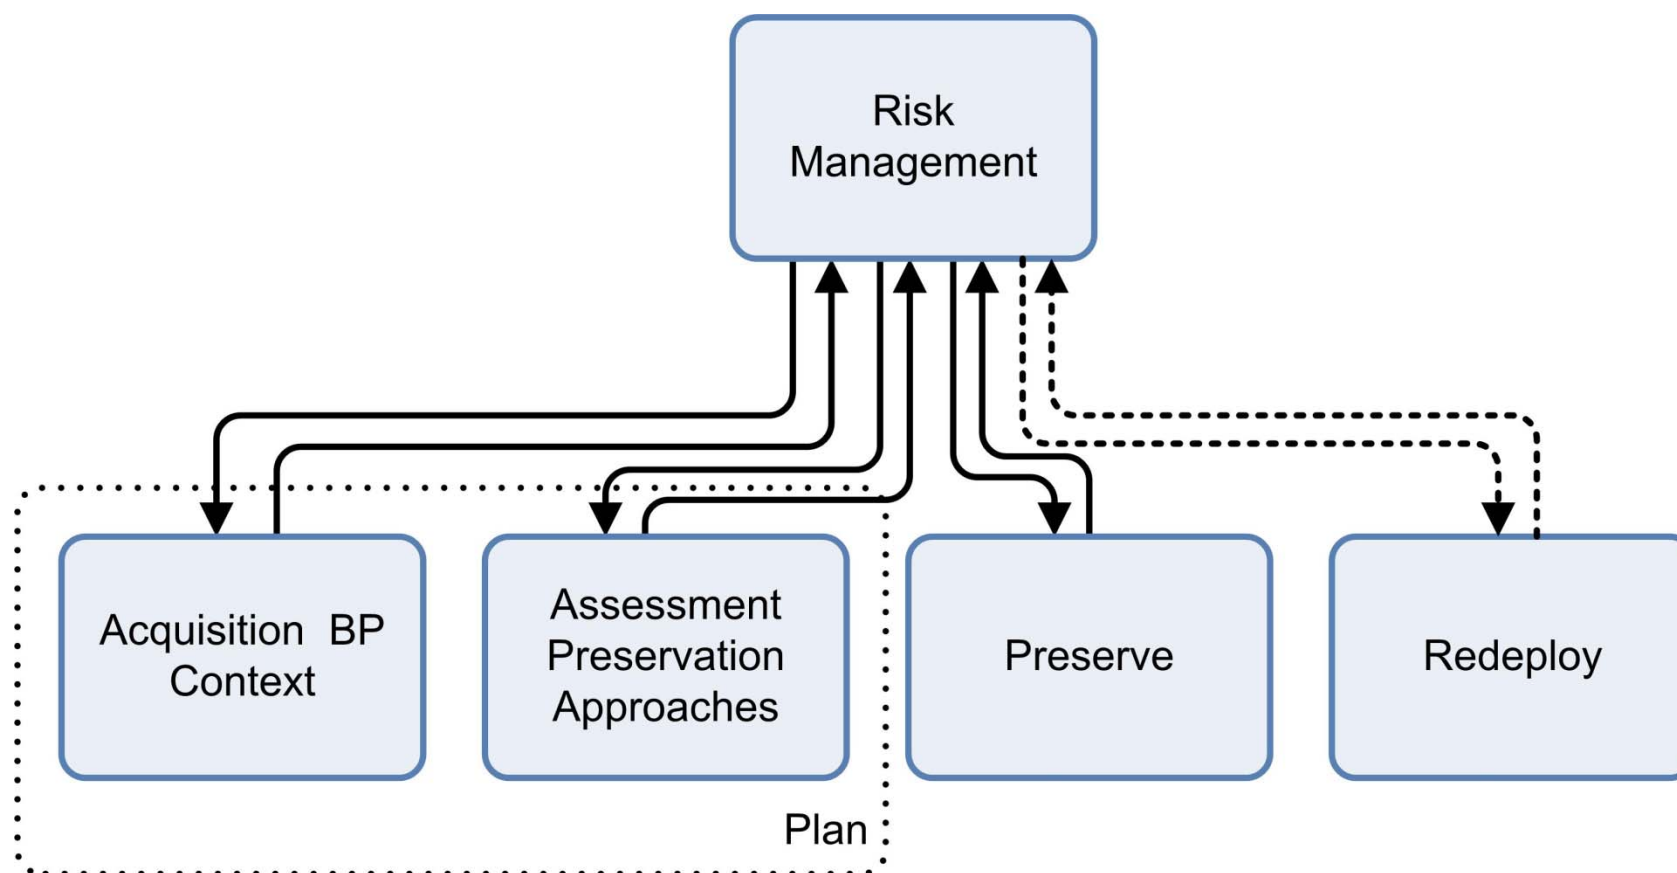 Risk
Management
Acquisition BP
Context
Assessment
Preservation
Approaches
Preserve
Redeploy
Plan